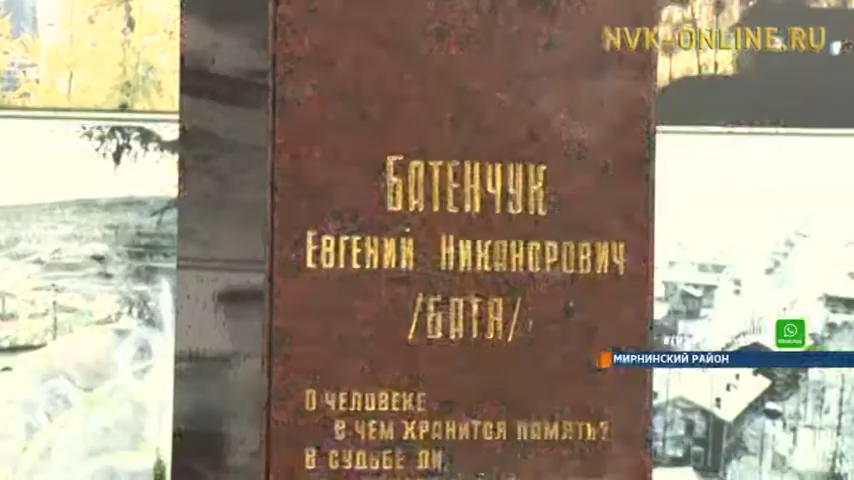 NVK-ONLINE.RU
БАТЕНЧУК
ЕВГЕНИЙ НИКАНОРОВИЧ
/БАТЯ/
МИРНИНСКИЙ РАЙОН
О ЧЕЛОВЕКЕ
В ЧЕМ ХРАНИТСЯ ПАМЯТЬ?
В СУДЬБЕ ЛИ,